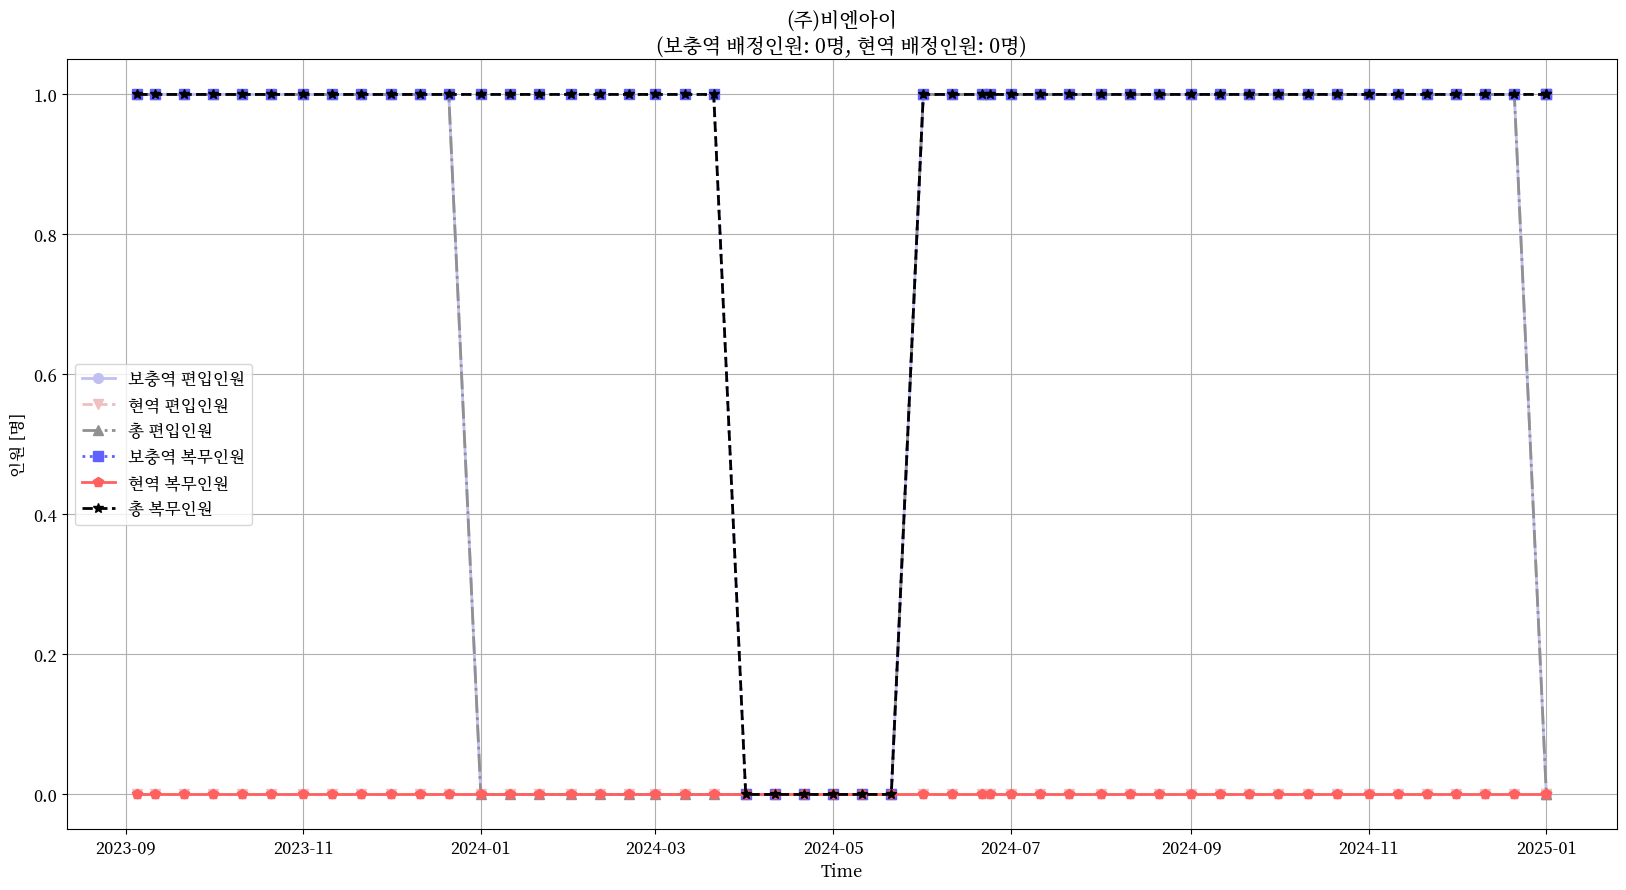 (주)비엔아이
(보충역 배정인원: 0명, 현역 배정인원: 0명)
1.0
0.8
0.6
0.4
0.2
0.0
인원 [명]
보충역 편입인원
현역 편입인원
총 편입인원
보충역 복무인원
현역 복무인원
총 복무인원
2023-09 2023-11 2024-01 2024-03 2024-05 2024-07 2024-09 2024-11 2025-01
Time